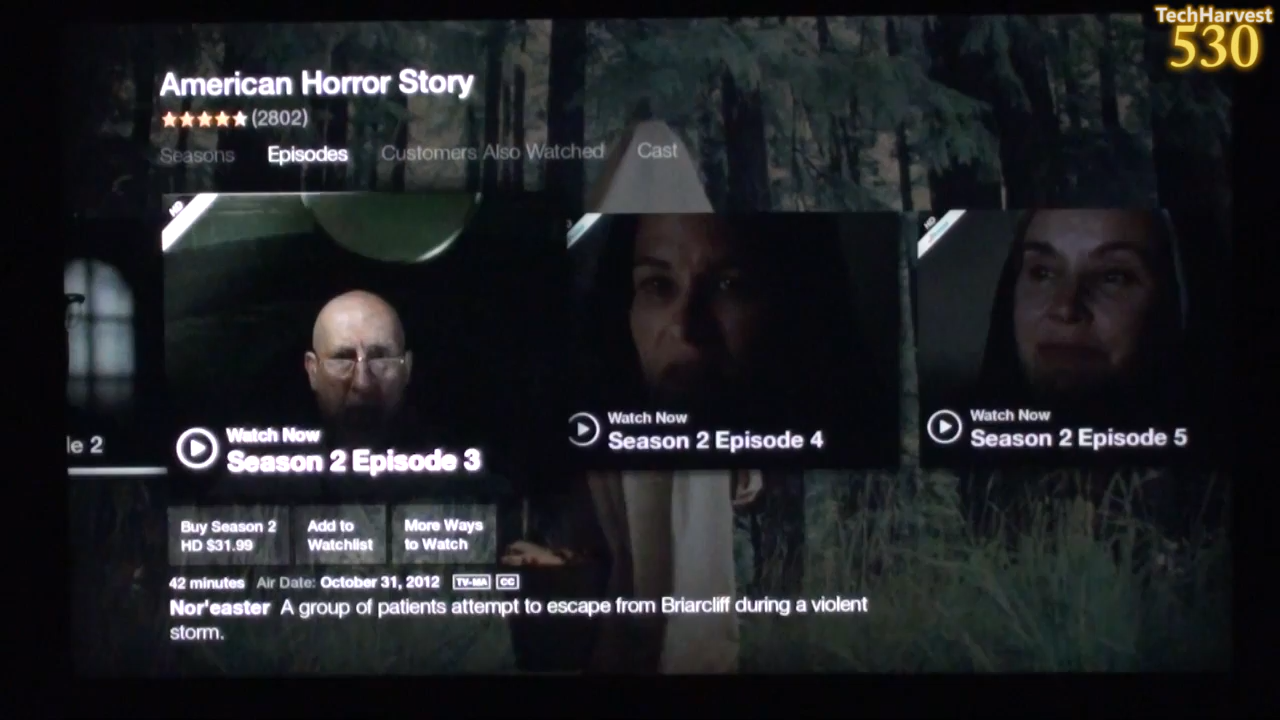 TechHarvest
530
American Horror Story
(2802)
Seasons Episodes Customers Also Watched Cast
HD
HD
le 2
Watch Now
Season 2 Episode 3
Watch Now
Season 2 Episode 4
Watch Now
Season 2 Episode 5
Buy Season 2
HD $31.99
Add to
Watchlist
More Ways
to Watch
42 minutes Air Date: October 31, 2012 TV-MA CC
Nor'easter A group of patients attempt to escape from Briarcliff during a violent
storm.